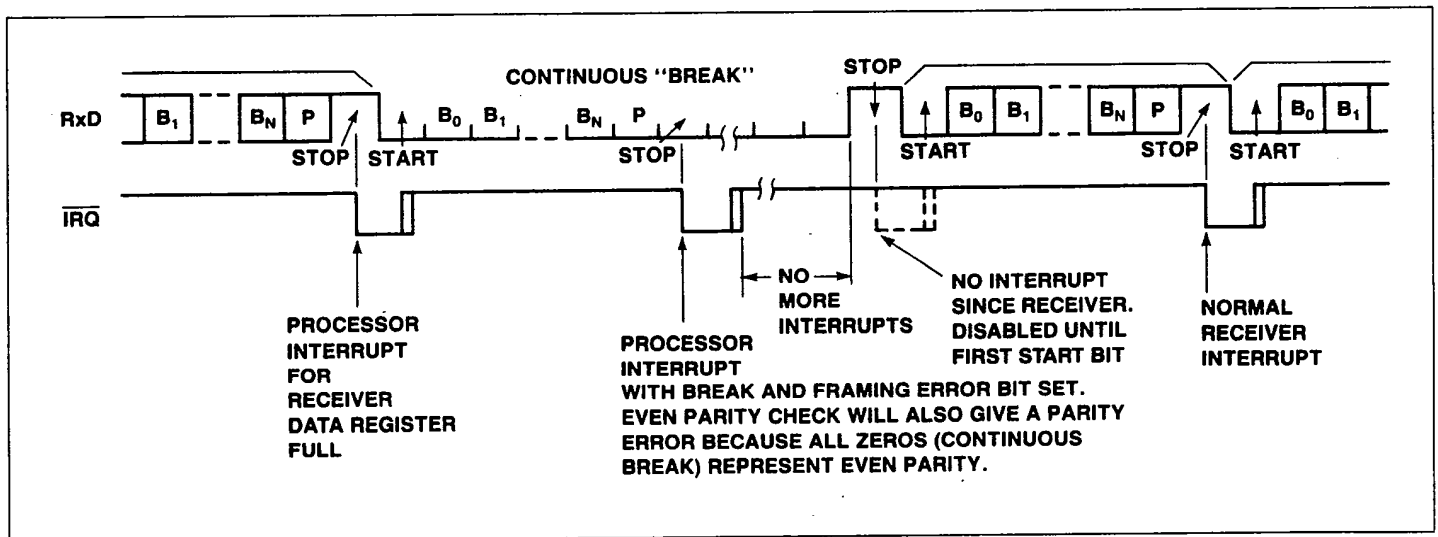 CONTINUOUS "BREAK"
STOP
RxD
B1
BN
P
B0
B1
BN
P
B0
B1
BN
P
B0
B1
STOP
START
STOP
START
STOP
START
IRQ
NO
MORE
INTERRUPTS
PROCESSOR
INTERRUPT
FOR
RECEIVER
DATA REGISTER
FULL
PROCESSOR
INTERRUPT
WITH BREAK AND FRAMING ERROR BIT SET.
EVEN PARITY CHECK WILL ALSO GIVE A PARITY
ERROR BECAUSE ALL ZEROS (CONTINUOUS
BREAK) REPRESENT EVEN PARITY.
NO INTERRUPT
SINCE RECEIVER.
DISABLED UNTIL
FIRST START BIT
NORMAL
RECEIVER
INTERRUPT